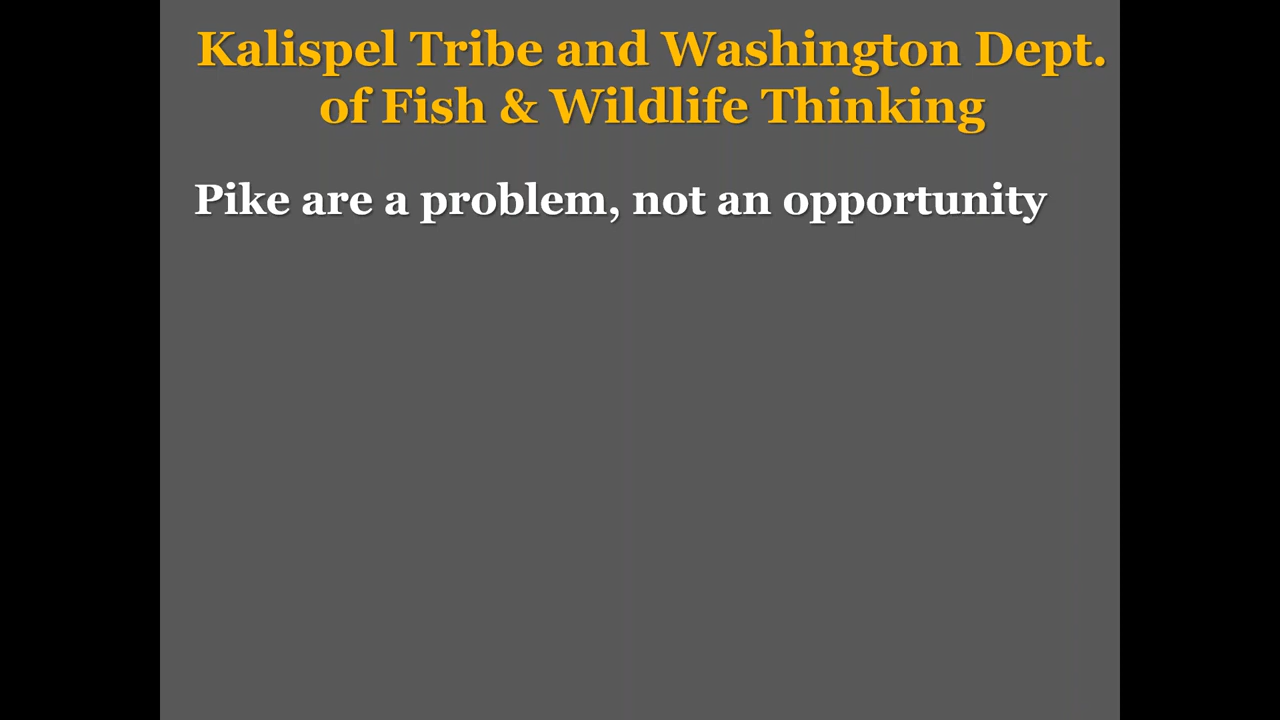 Kalispel Tribe and Washington Dept.
of Fish & Wildlife Thinking
Pike are a problem, not an opportunity